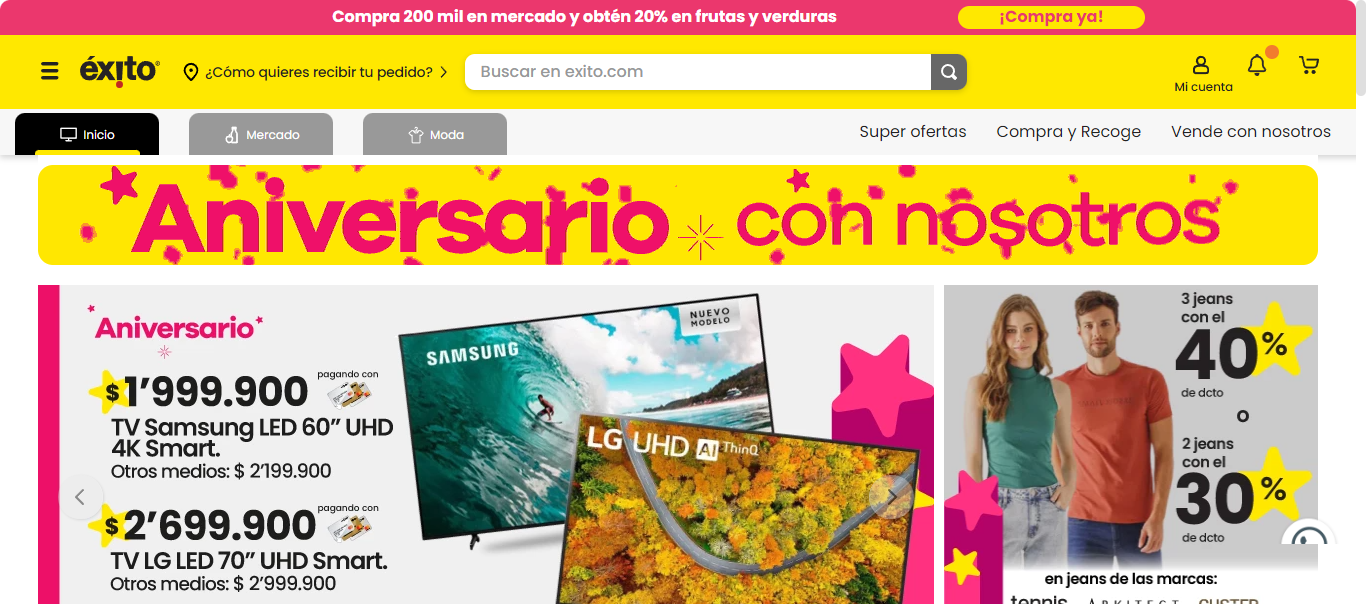 Compra 200 mil en mercado y obtén 20% en frutas y verduras
¡Compra ya!
éxito
¿Cómo quieres recibir tu pedido?
Buscar en exito.com
Mi cuenta
Inicio
Mercado
Moda
Super ofertas
Compra y Recoge
Vende con nosotros
Aniversario con nosotros
Aniversario
$1’999.900
pagando con
TV Samsung LED 60” UHD
4K Smart.
Otros medios: $ 2’199.900
$2’699.900
pagando con
TV LG LED 70” UHD Smart.
Otros medios: $ 2’999.900
SAMSUNG
NUEVO
MODELO
LG UHD AI ThinQ
3 jeans
con el
40%
de dcto
o
2 jeans
con el
30%
de dcto
en jeans de las marcas:
tennis ARKITECT CUSTER